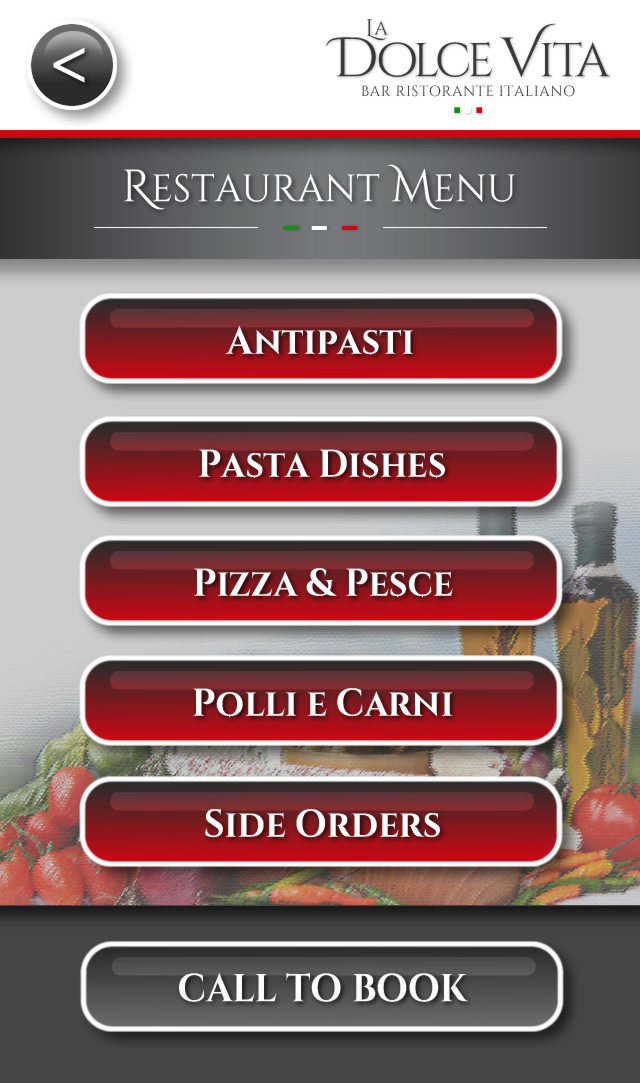 <
La
Dolce Vita
Bar Ristorante Italiano
Restaurant Menu
Antipasti
Pasta Dishes
Pizza & Pesce
Polli e Carni
Side Orders
CALL TO BOOK